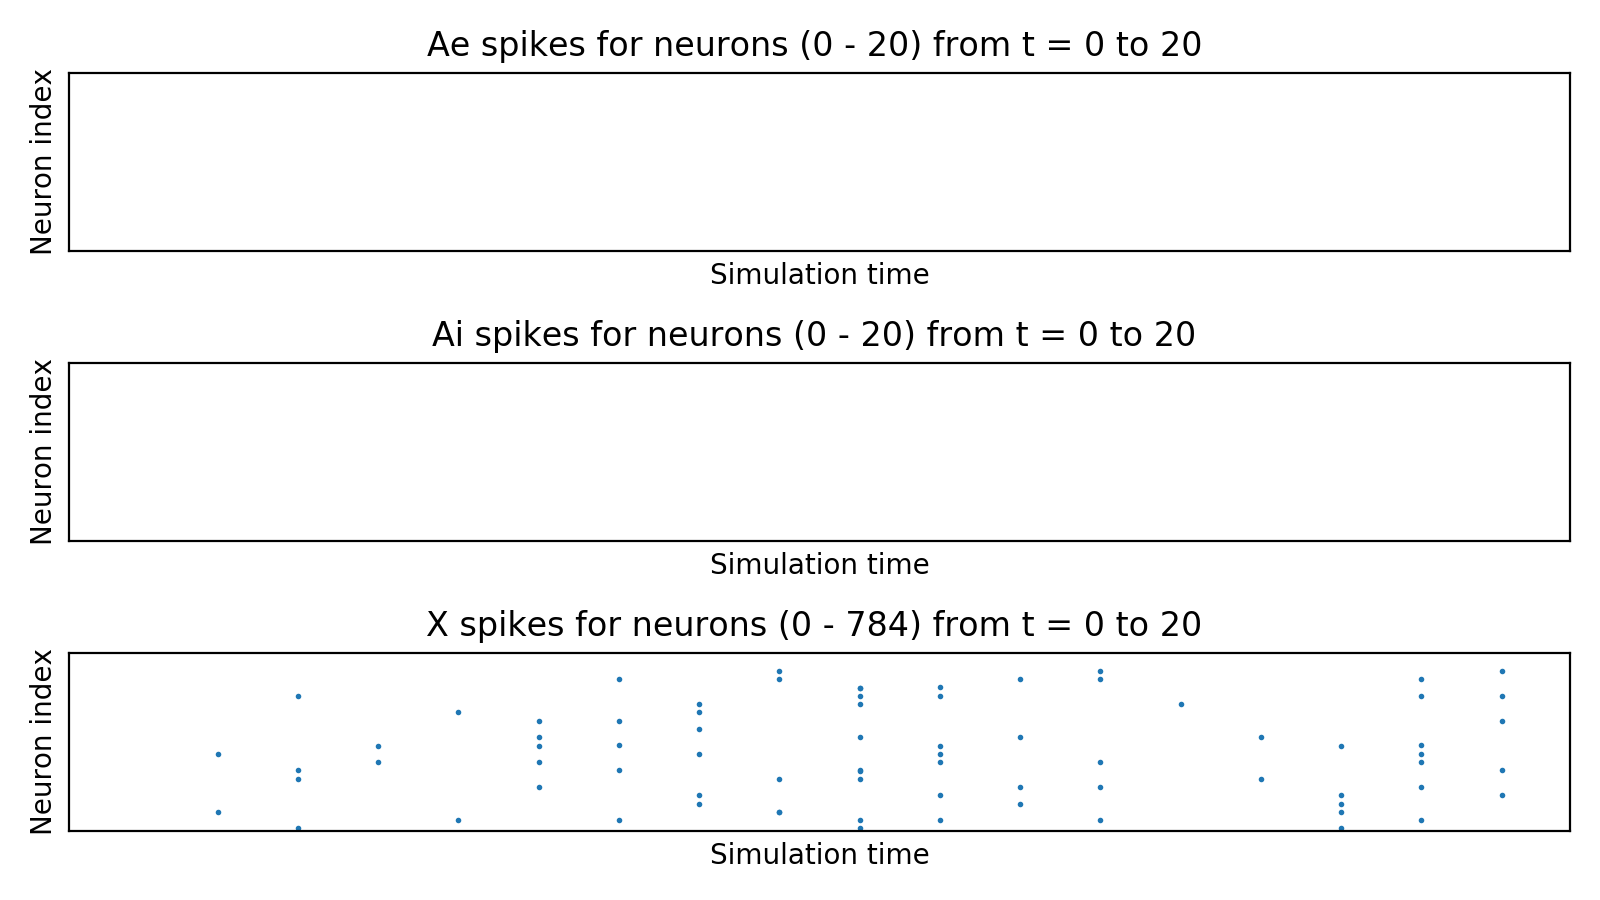 Ae spikes for neurons (0 - 20) from t = 0 to 20
Neuron index
Simulation time
Ai spikes for neurons (0 - 20) from t = 0 to 20
Neuron index
Simulation time
X spikes for neurons (0 - 784) from t = 0 to 20
Neuron index
Simulation time